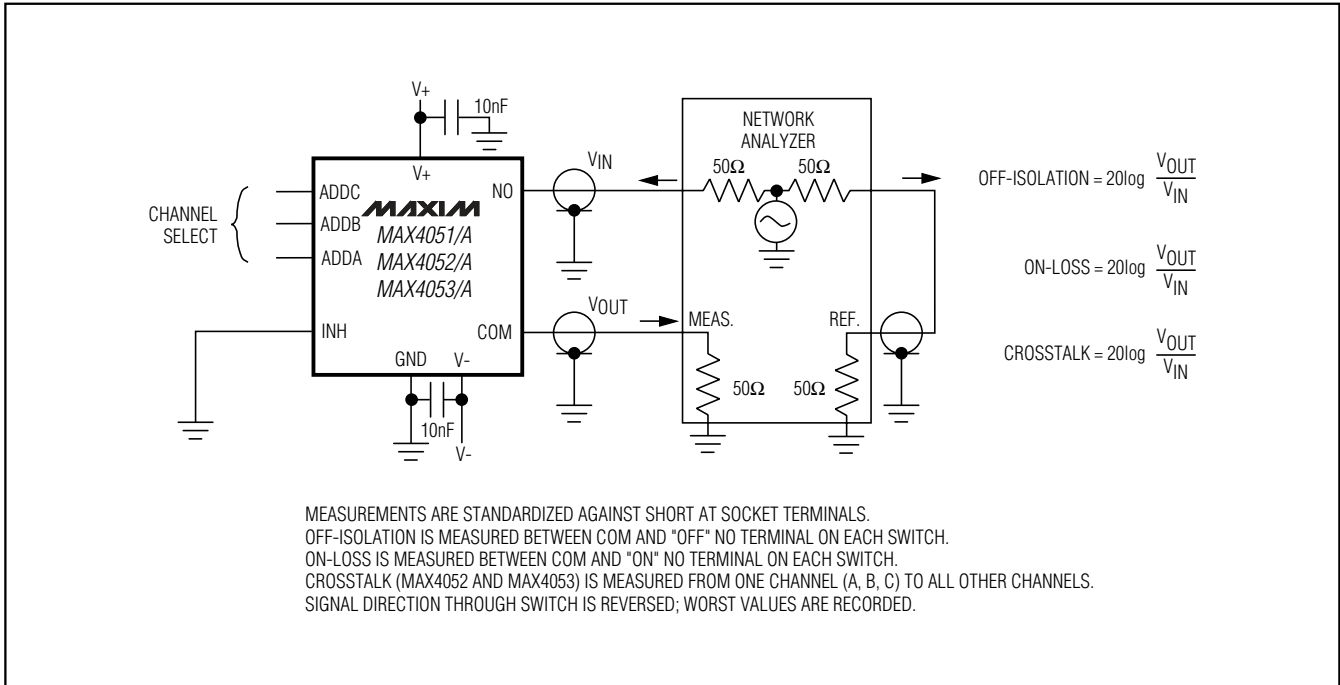 V+
10nF
V+
ADDC
ADDB
ADDA
CHANNEL
SELECT
INH
MAXIM
MAX4051/A
MAX4052/A
MAX4053/A
NO
COM
GND
V-
10nF
V-
VIN
VOUT
NETWORK
ANALYZER
50Ω
50Ω
MEAS.
REF.
50Ω
50Ω
OFF-ISOLATION = 20log VOUT
VIN
ON-LOSS = 20log VOUT
VIN
CROSSTALK = 20log VOUT
VIN
MEASUREMENTS ARE STANDARDIZED AGAINST SHORT AT SOCKET TERMINALS.
OFF-ISOLATION IS MEASURED BETWEEN COM AND "OFF" NO TERMINAL ON EACH SWITCH.
ON-LOSS IS MEASURED BETWEEN COM AND "ON" NO TERMINAL ON EACH SWITCH.
CROSSTALK (MAX4052 AND MAX4053) IS MEASURED FROM ONE CHANNEL (A, B, C) TO ALL OTHER CHANNELS.
SIGNAL DIRECTION THROUGH SWITCH IS REVERSED; WORST VALUES ARE RECORDED.